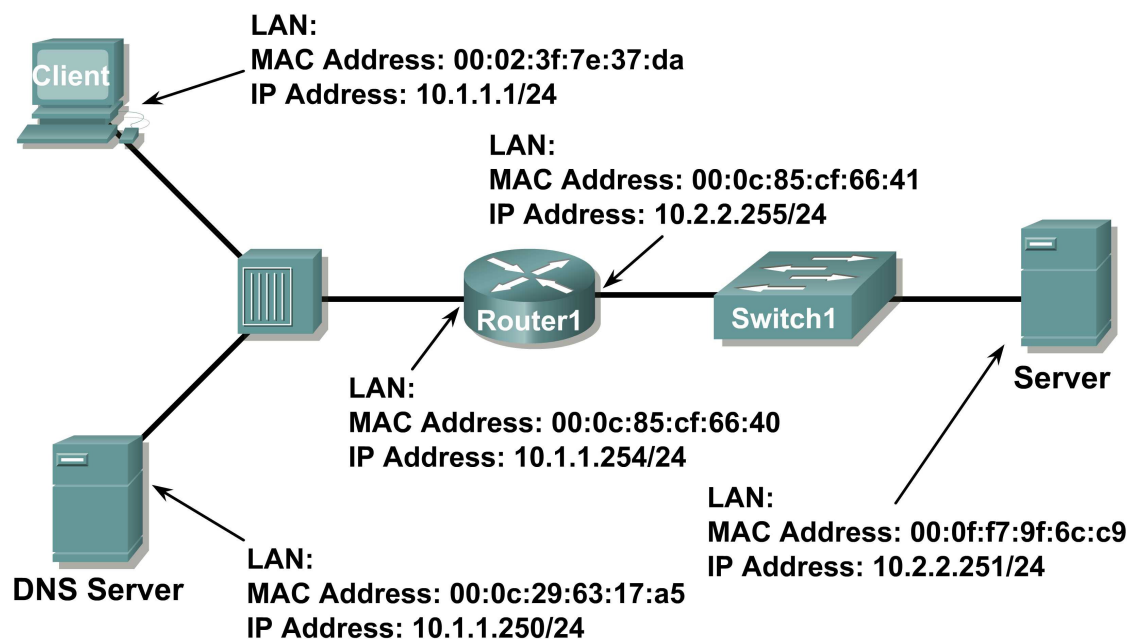 LAN:
MAC Address: 00:02:3f:7e:37:da
IP Address: 10.1.1.1/24
Client
LAN:
MAC Address: 00:0c:85:cf:66:41
IP Address: 10.2.2.255/24
Router1
Switch1
Server
LAN:
MAC Address: 00:0c:85:cf:66:40
IP Address: 10.1.1.254/24
LAN:
MAC Address: 00:0f:f7:9f:6c:c9
IP Address: 10.2.2.251/24
DNS Server
LAN:
MAC Address: 00:0c:29:63:17:a5
IP Address: 10.1.1.250/24